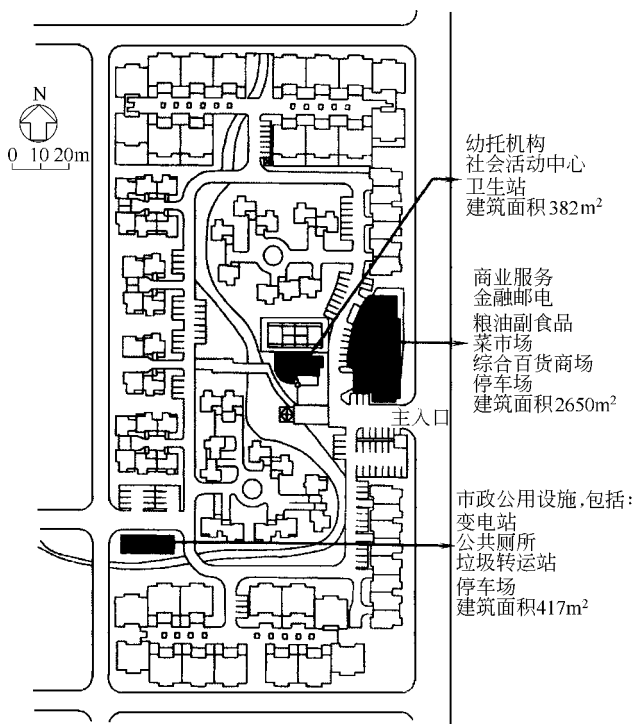 N
0 10 20m
幼托机构
社会活动中心
卫生站
建筑面积382m²
商业服务
金融邮电
粮油副食品
菜市场
综合百货商场
停车场
建筑面积2650m²
主入口
市政公用设施,包括:
变电站
公共厕所
垃圾转运站
停车场
建筑面积417m²